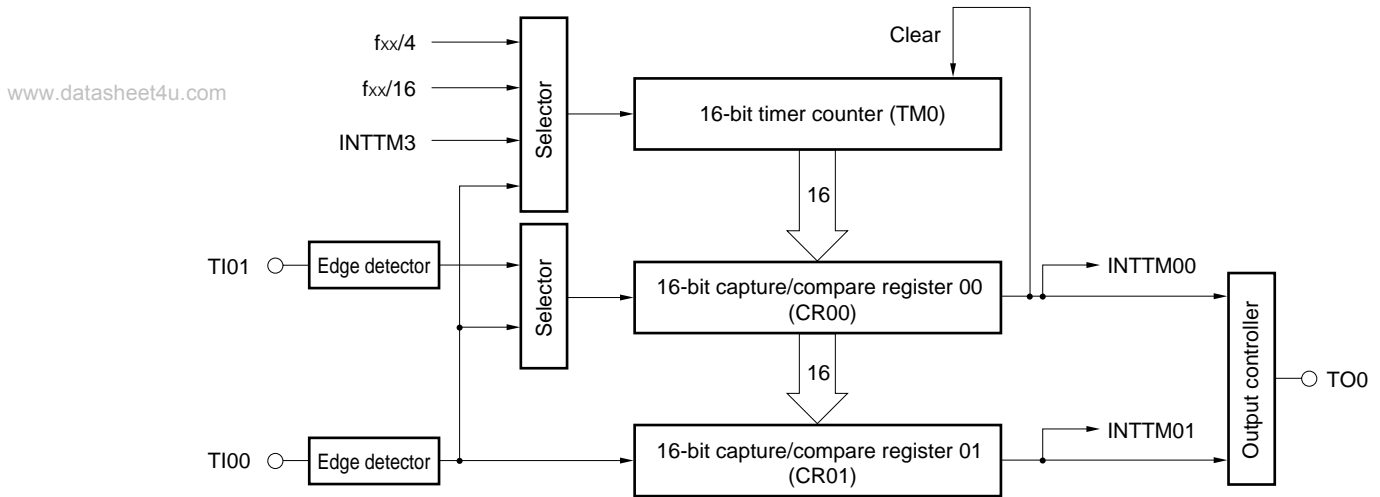 www.datasheet4u.com
fxx/4
fxx/16
INTTM3
Selector
Clear
16-bit timer counter (TM0)
16
TI01
Edge detector
Selector
16-bit capture/compare register 00
(CR00)
INTTM00
16
Output controller
TO0
TI00
Edge detector
16-bit capture/compare register 01
(CR01)
INTTM01